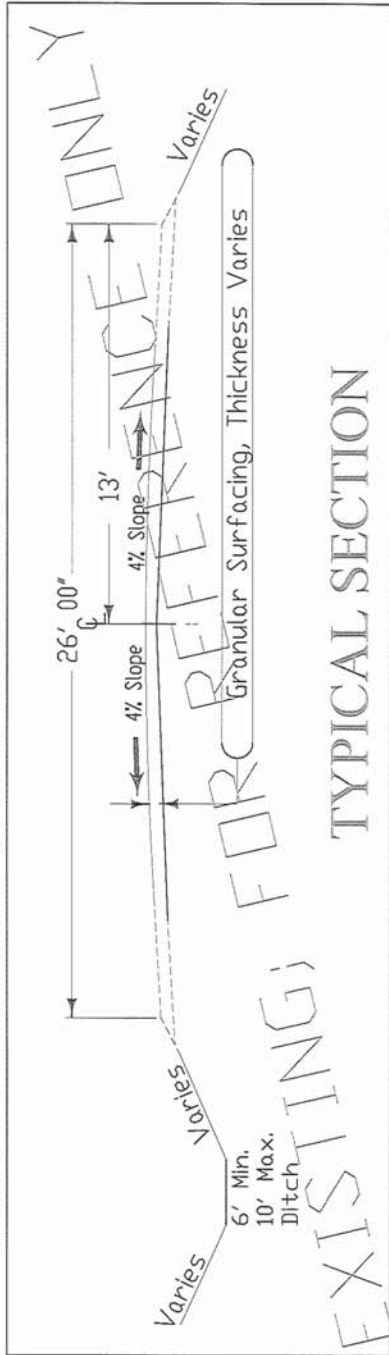 26' 00"
13'
℄
4% Slope
4% Slope
Varies
Varies
Varies
6' Min.
10' Max.
Ditch
Granular Surfacing, Thickness Varies
EXISTING; FOR REFERENCE ONLY
TYPICAL SECTION